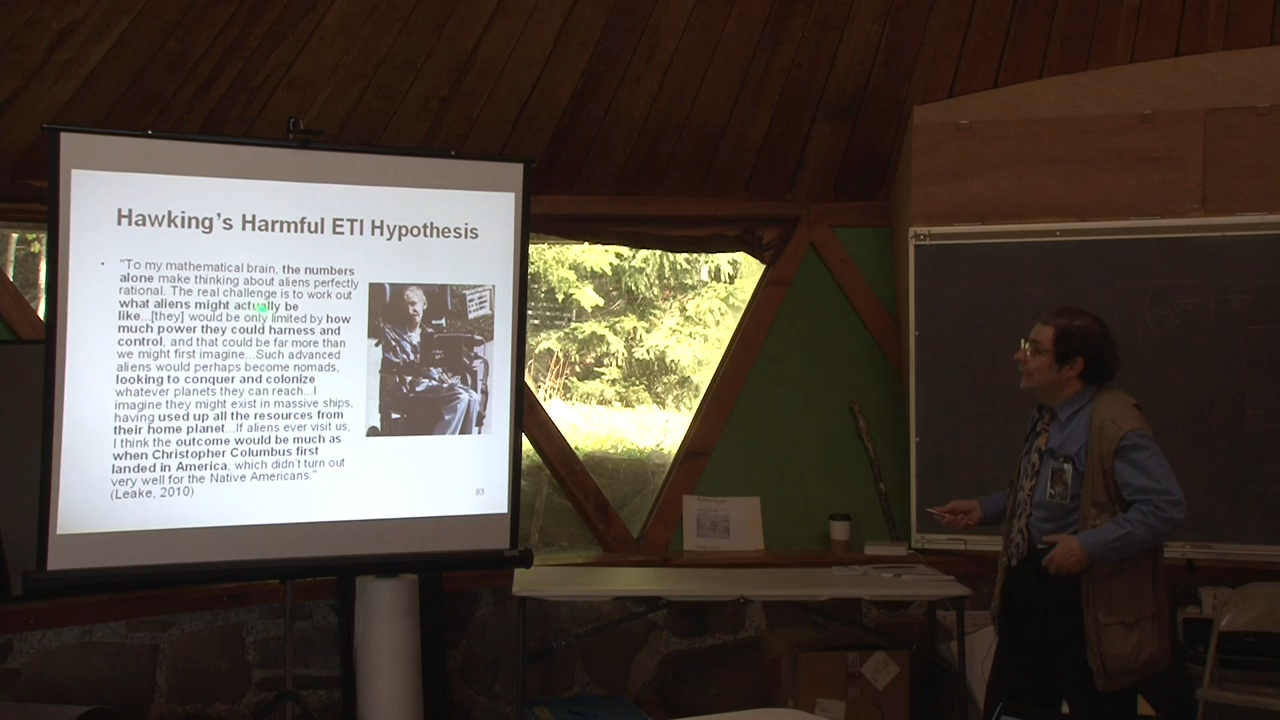 Hawking's Harmful ETI Hypothesis
• "To my mathematical brain, the numbers
alone make thinking about aliens perfectly
rational. The real challenge is to work out
what aliens might actually be
like...[they] would be only limited by how
much power they could harness and
control, and that could be far more than
we might first imagine...Such advanced
aliens would perhaps become nomads,
looking to conquer and colonize
whatever planets they can reach...I
imagine they might exist in massive ships,
having used up all the resources from
their home planet...If aliens ever visit us,
I think the outcome would be much as
when Christopher Columbus first
landed in America, which didn't turn out
very well for the Native Americans."
(Leake, 2010)
83